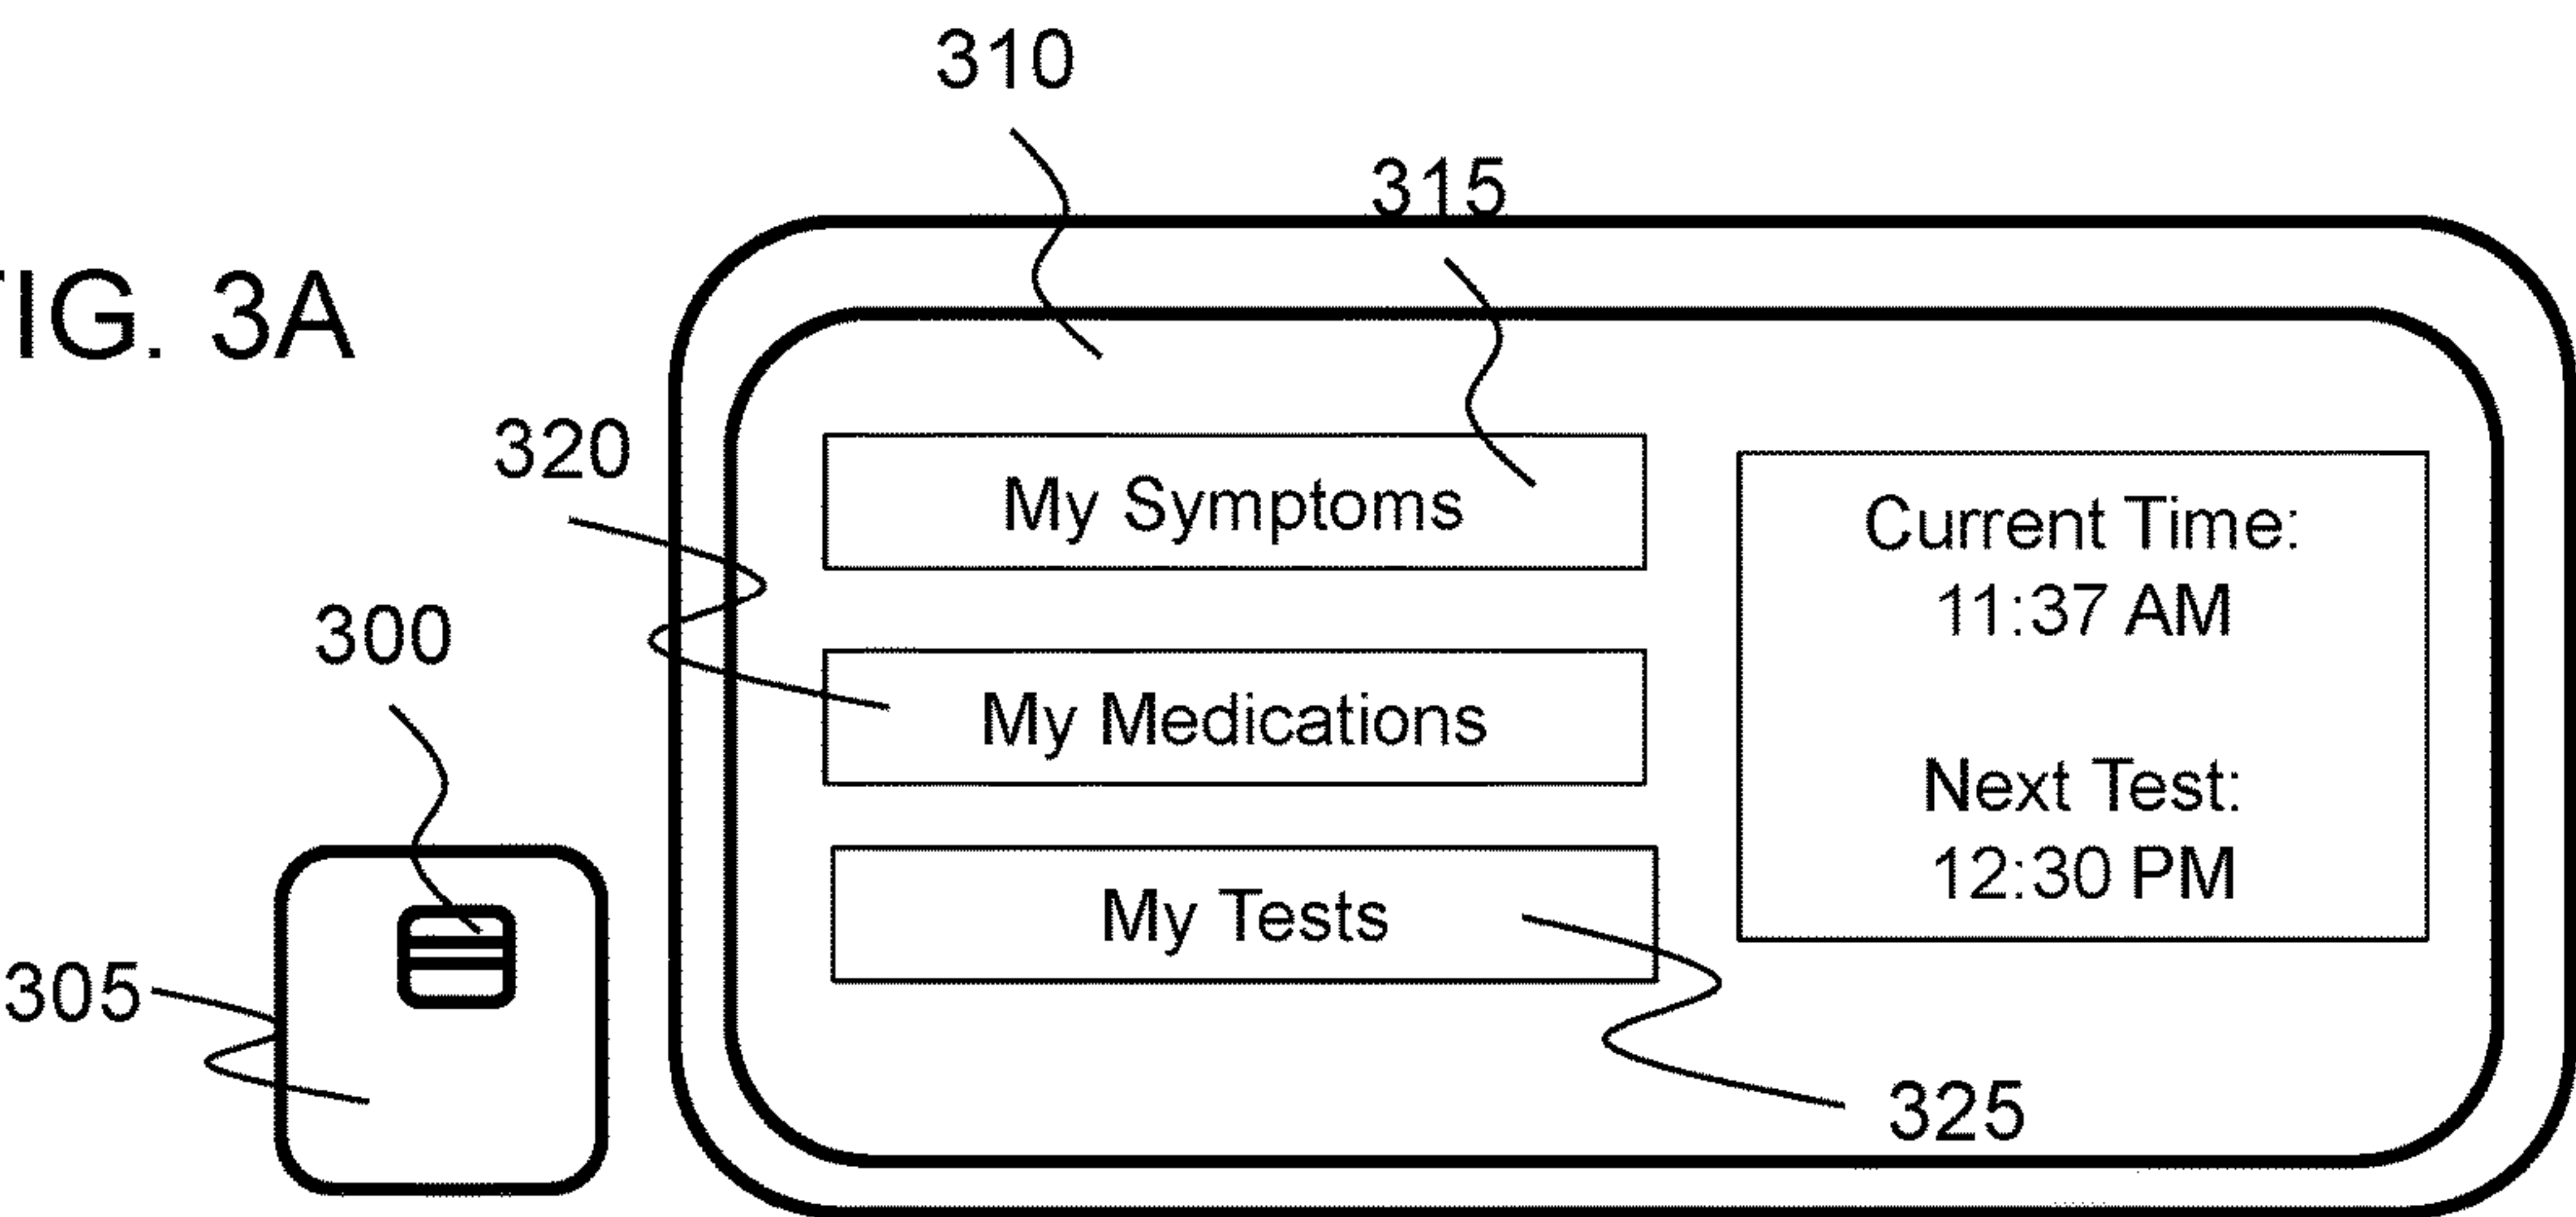 310
315
FIG. 3A
320
My Symptoms
Current Time:
11:37 AM
300
My Medications
Next Test:
12:30 PM
My Tests
305
325